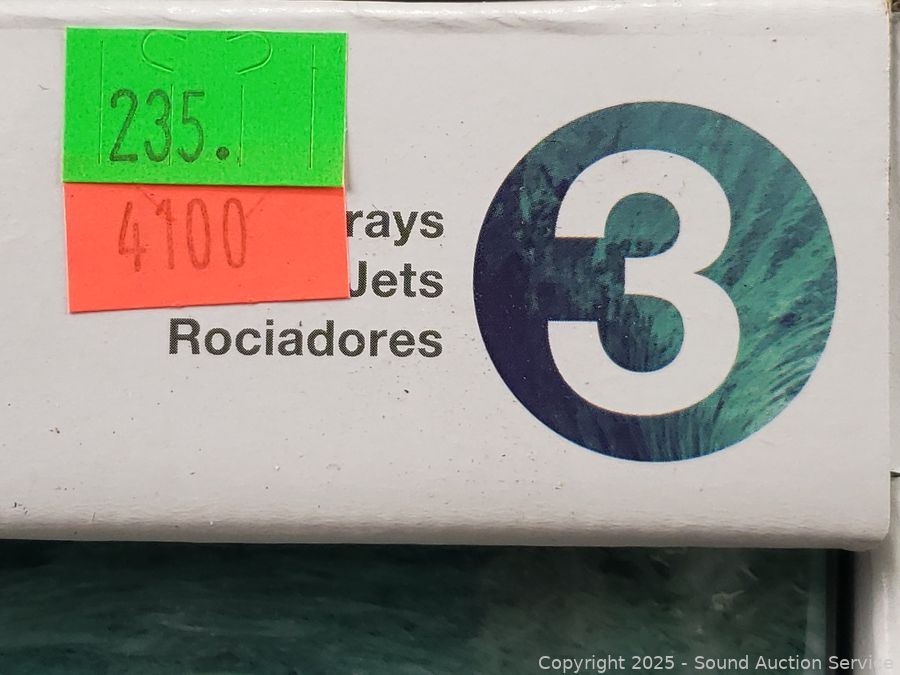 235.
4100
rays
Jets
Rociadores
3
Copyright 2025 - Sound Auction Service